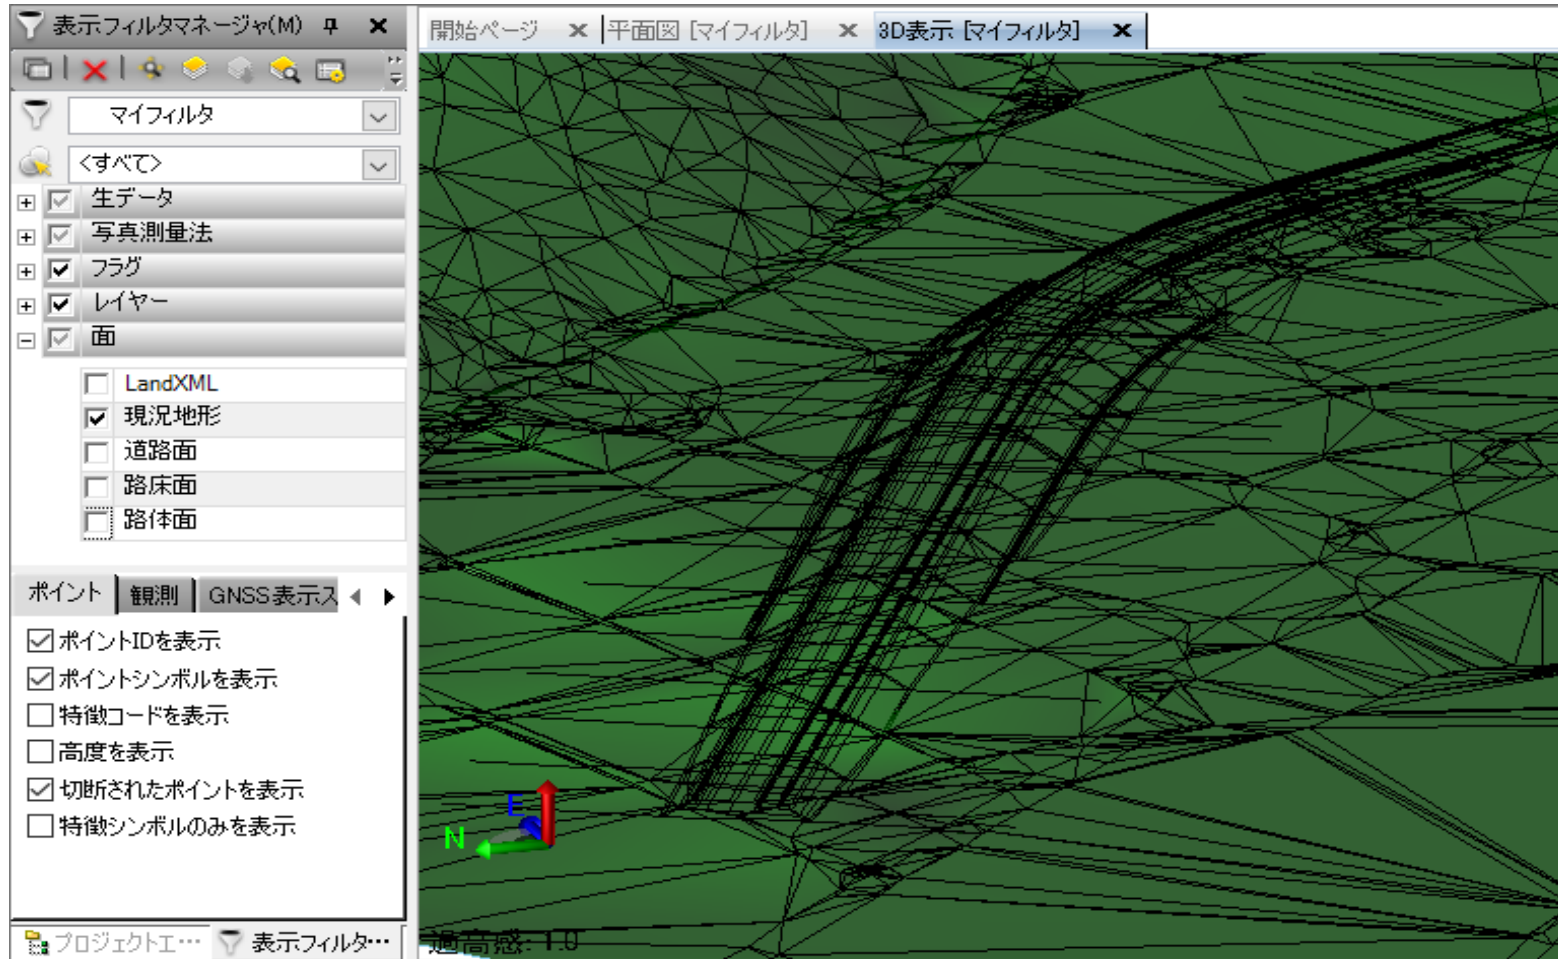 表示フィルタマネージャ(M)
開始ページ
平面図 [マイフィルタ]
3D表示 [マイフィルタ]
マイフィルタ
<すべて>
生データ
写真測量法
フラグ
レイヤー
面
LandXML
現況地形
道路面
路床面
路体面
ポイント
観測
GNSS表示ス
ポイントIDを表示
ポイントシンボルを表示
特徴コードを表示
高度を表示
切断されたポイントを表示
特徴シンボルのみを表示
プロジェクトエ…
表示フィルタ…
E
N
過高感: 1.0